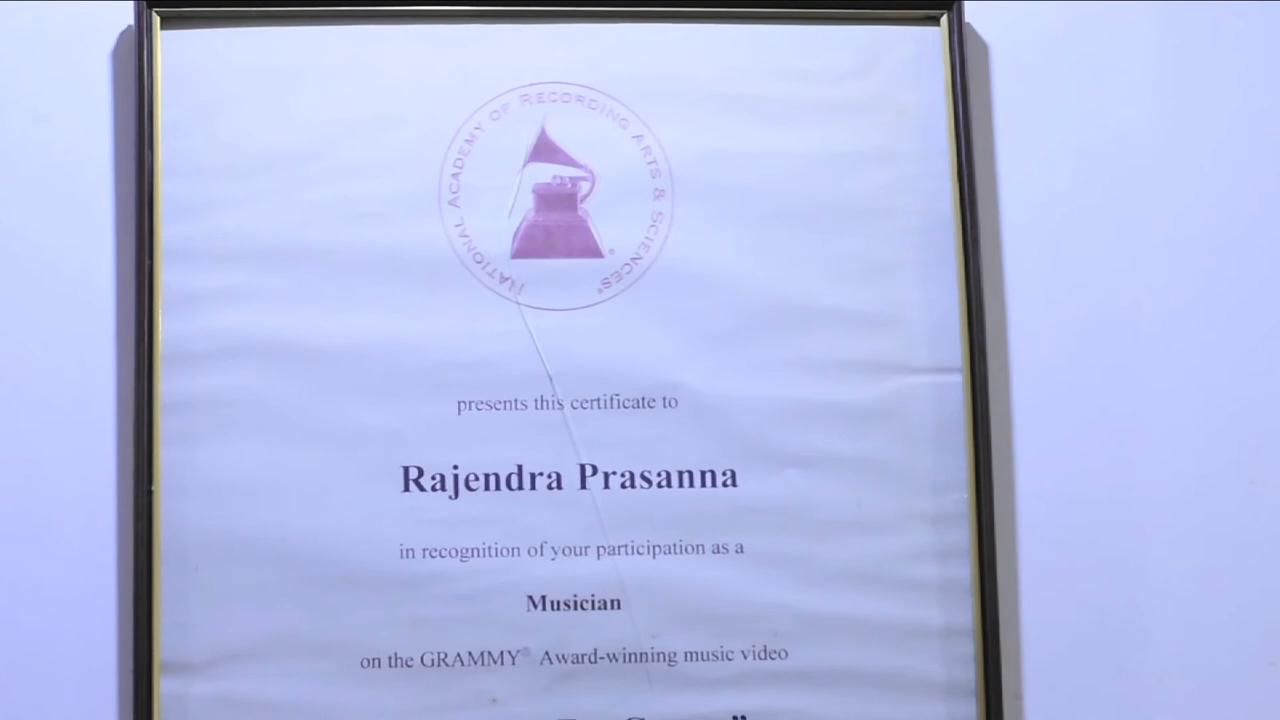 NATIONAL ACADEMY OF RECORDING ARTS & SCIENCES®
presents this certificate to
Rajendra Prasanna
in recognition of your participation as a
Musician
on the GRAMMY® Award-winning music video